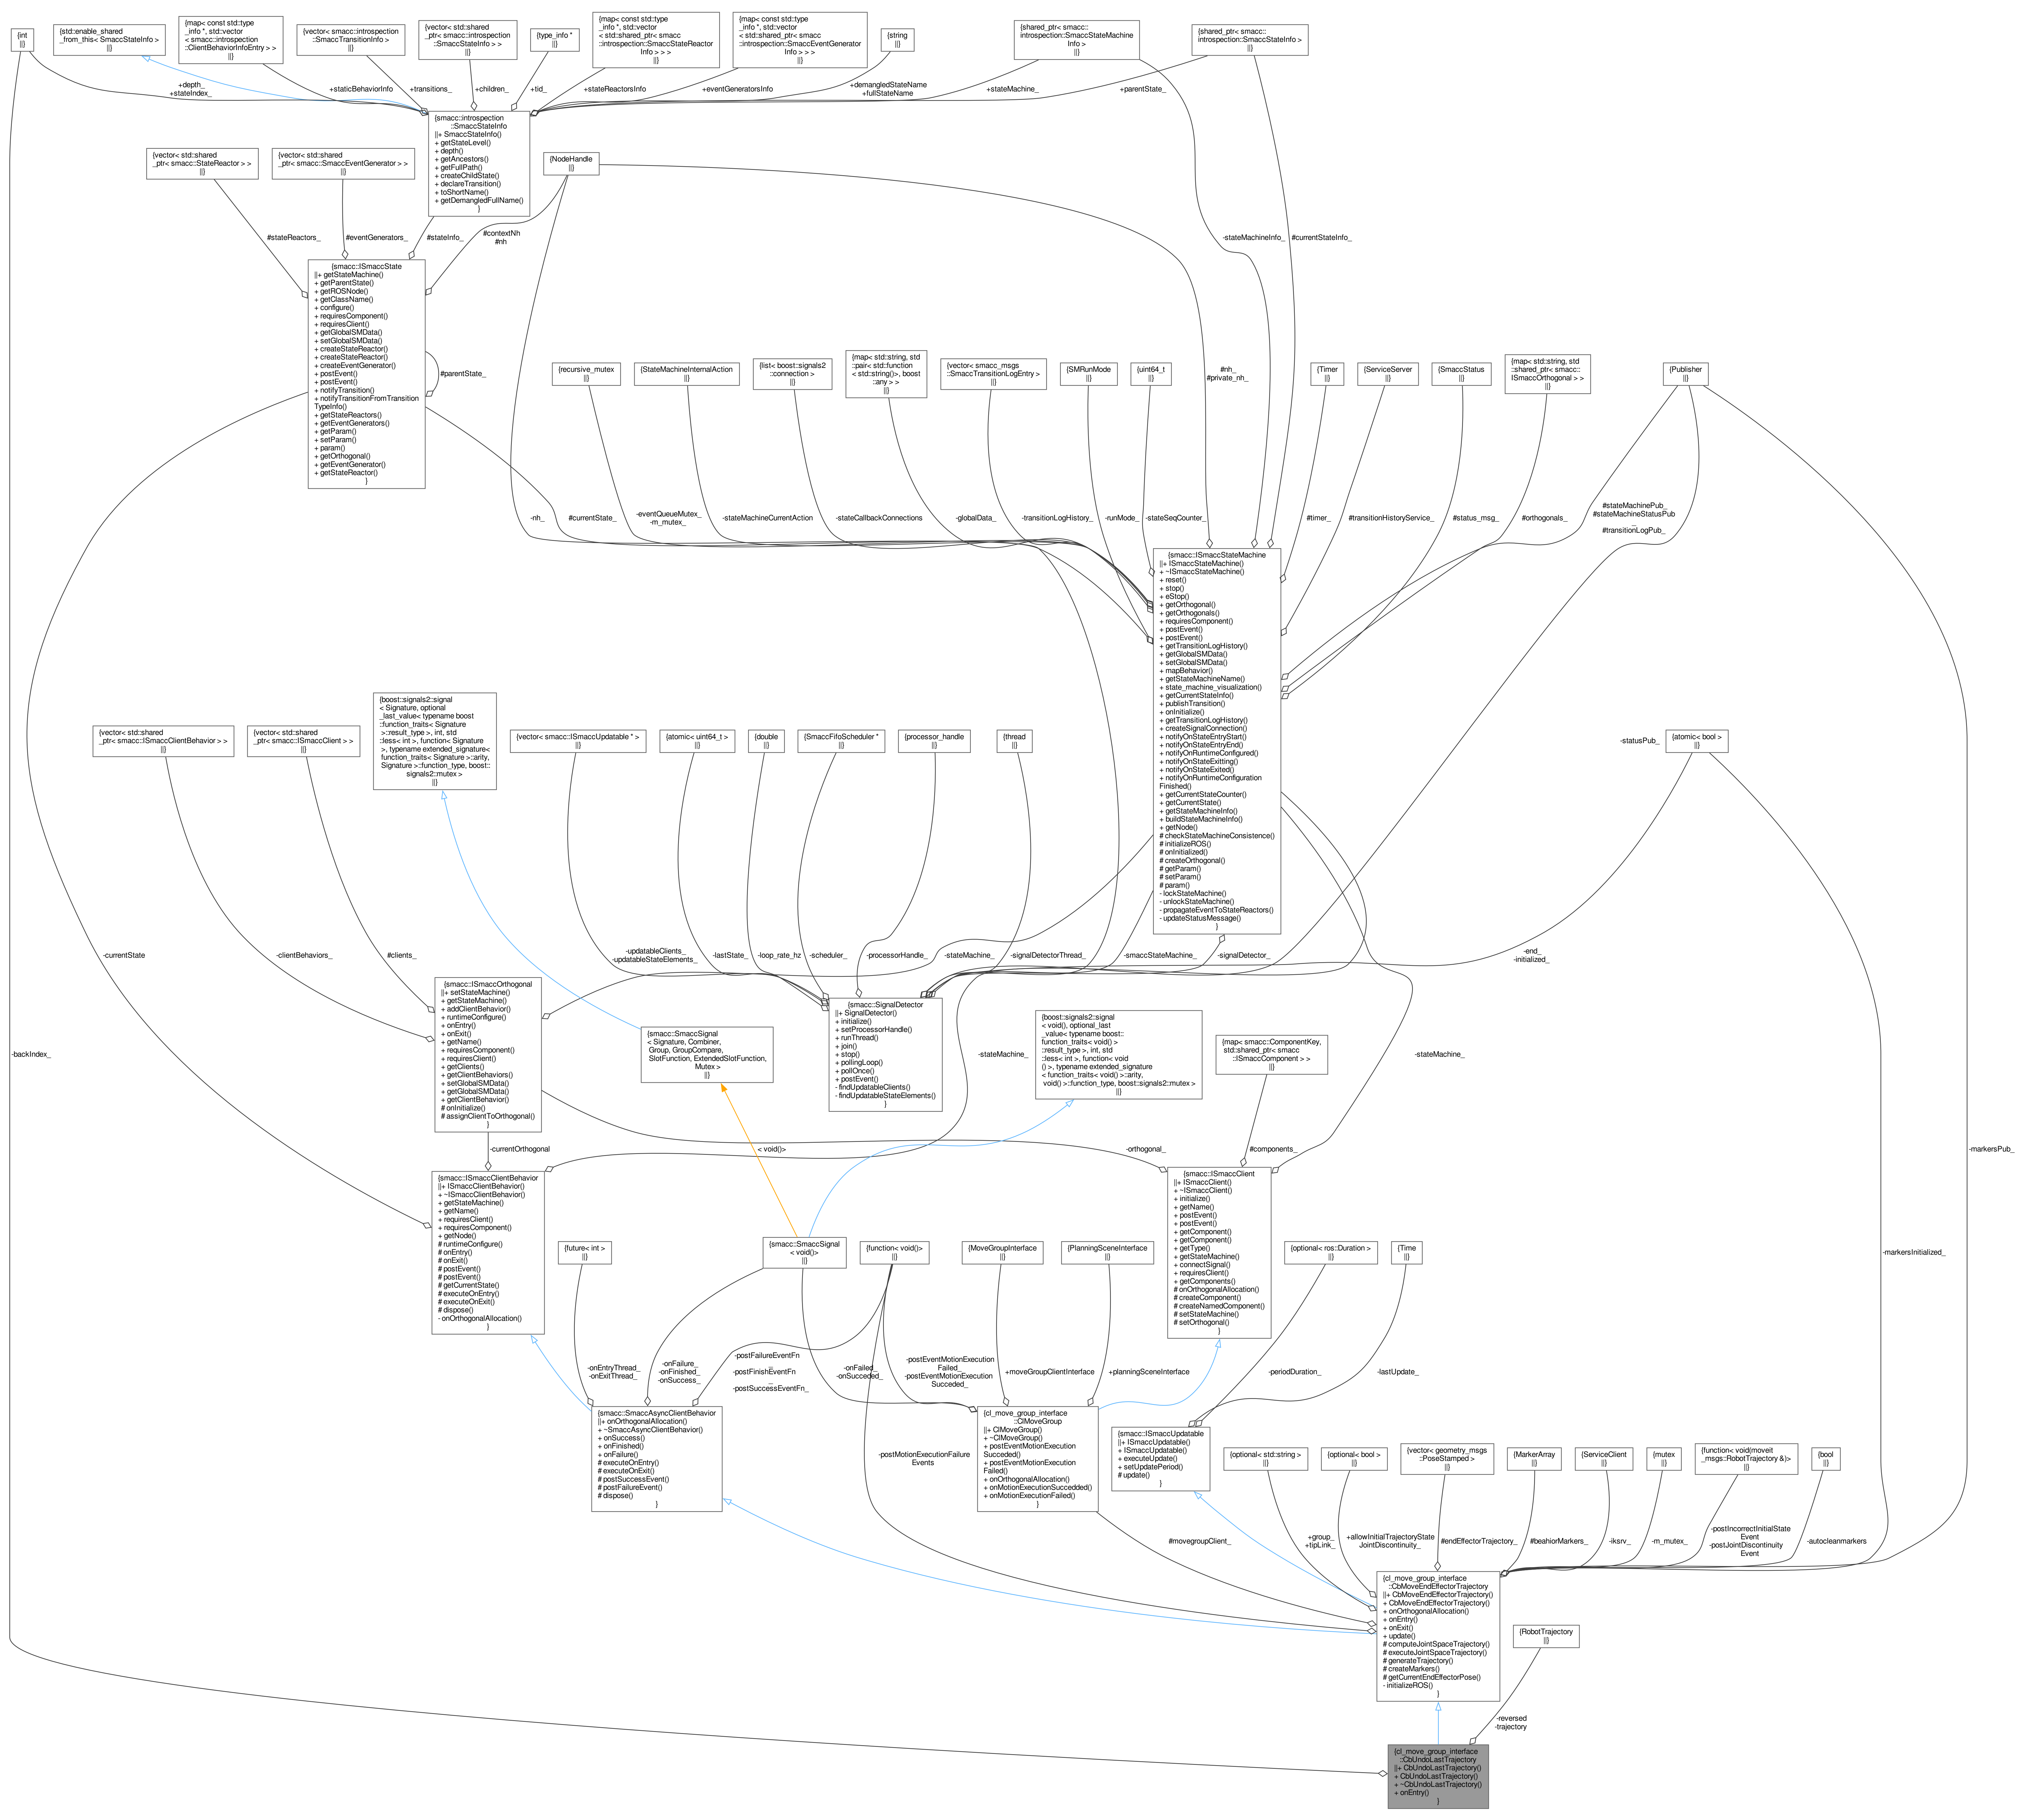 {int
||}
{std::enable_shared
_from_this< SmaccStateInfo >
||}
{map< const std::type
_info *, std::vector
< smacc::introspection
::ClientBehaviorInfoEntry > >
||}
{vector< smacc::introspection
::SmaccTransitionInfo >
||}
{vector< std::shared
_ptr< smacc::introspection
::SmaccStateInfo > >
||}
{type_info *
||}
{map< const std::type
_info *, std::vector
< std::shared_ptr< smacc
::introspection::SmaccStateReactor
Info > > >
||}
{map< const std::type
_info *, std::vector
< std::shared_ptr< smacc
::introspection::SmaccEventGenerator
Info > > >
||}
{string
||}
{shared_ptr< smacc::
introspection::SmaccStateMachine
Info >
||}
{shared_ptr< smacc::
introspection::SmaccStateInfo >
||}
+depth_
+stateIndex_
+staticBehaviorInfo
+transitions_
+children_
+tid_
+stateReactorsInfo
+eventGeneratorsInfo
+demangledStateName
+fullStateName
+stateMachine_
+parentState_
{smacc::introspection
::SmaccStateInfo
||+ SmaccStateInfo()
+ getStateLevel()
+ depth()
+ getAncestors()
+ getFullPath()
+ createChildState()
+ declareTransition()
+ toShortName()
+ getDemangledFullName()
}
{vector< std::shared
_ptr< smacc::StateReactor > >
||}
{vector< std::shared
_ptr< smacc::SmaccEventGenerator > >
||}
{NodeHandle
||}
#stateReactors_
#eventGenerators_
#stateInfo_
#contextNh
#nh
-stateMachineInfo_
#currentStateInfo_
{smacc::ISmaccState
||+ getStateMachine()
+ getParentState()
+ getROSNode()
+ getClassName()
+ configure()
+ requiresComponent()
+ requiresClient()
+ getGlobalSMData()
+ setGlobalSMData()
+ createStateReactor()
+ createStateReactor()
+ createEventGenerator()
+ postEvent()
+ postEvent()
+ notifyTransition()
+ notifyTransitionFromTransition
TypeInfo()
+ getStateReactors()
+ getEventGenerators()
+ getParam()
+ setParam()
+ param()
+ getOrthogonal()
+ getEventGenerator()
+ getStateReactor()
}
#parentState_
{recursive_mutex
||}
{StateMachineInternalAction
||}
{list< boost::signals2
::connection >
||}
{map< std::string, std
::pair< std::function
< std::string()>, boost
::any > >
||}
{vector< smacc_msgs
::SmaccTransitionLogEntry >
||}
{SMRunMode
||}
{uint64_t
||}
#nh_
#private_nh_
{Timer
||}
{ServiceServer
||}
{SmaccStatus
||}
{map< std::string, std
::shared_ptr< smacc::
ISmaccOrthogonal > >
||}
{Publisher
||}
-nh_
#currentState_
-eventQueueMutex_
-m_mutex_
-stateMachineCurrentAction
-stateCallbackConnections
-globalData_
-transitionLogHistory_
-runMode_
-stateSeqCounter_
#timer_
#transitionHistoryService_
#status_msg_
#orthogonals_
#stateMachinePub_
#stateMachineStatusPub
_
#transitionLogPub_
{smacc::ISmaccStateMachine
||+ ISmaccStateMachine()
+ ~ISmaccStateMachine()
+ reset()
+ stop()
+ eStop()
+ getOrthogonal()
+ getOrthogonals()
+ requiresComponent()
+ postEvent()
+ postEvent()
+ getTransitionLogHistory()
+ getGlobalSMData()
+ setGlobalSMData()
+ mapBehavior()
+ getStateMachineName()
+ state_machine_visualization()
+ getCurrentStateInfo()
+ publishTransition()
+ onInitialize()
+ getTransitionLogHistory()
+ createSignalConnection()
+ notifyOnStateEntryStart()
+ notifyOnStateEntryEnd()
+ notifyOnRuntimeConfigured()
+ notifyOnStateExitting()
+ notifyOnStateExited()
+ notifyOnRuntimeConfiguration
Finished()
+ getCurrentStateCounter()
+ getCurrentState()
+ getStateMachineInfo()
+ buildStateMachineInfo()
+ getNode()
# checkStateMachineConsistence()
# initializeROS()
# onInitialized()
# createOrthogonal()
# getParam()
# setParam()
# param()
- lockStateMachine()
- unlockStateMachine()
- propagateEventToStateReactors()
- updateStatusMessage()
}
{vector< std::shared
_ptr< smacc::ISmaccClientBehavior > >
||}
{vector< std::shared
_ptr< smacc::ISmaccClient > >
||}
{boost::signals2::signal
< Signature, optional
_last_value< typename boost
::function_traits< Signature
>::result_type >, int, std
::less< int >, function< Signature
>, typename extended_signature<
function_traits< Signature >::arity,
Signature >::function_type, boost::
signals2::mutex >
||}
{vector< smacc::ISmaccUpdatable * >
||}
{atomic< uint64_t >
||}
{double
||}
{SmaccFifoScheduler *
||}
{processor_handle
||}
{thread
||}
{atomic< bool >
||}
-statusPub_
-currentState
-clientBehaviors_
#clients_
-updatableClients_
-updatableStateElements_
-lastState_
-loop_rate_hz
-scheduler_
-processorHandle_
-stateMachine_
-signalDetectorThread_
-smaccStateMachine_
-signalDetector_
-end_
-initialized_
{smacc::ISmaccOrthogonal
||+ setStateMachine()
+ getStateMachine()
+ addClientBehavior()
+ runtimeConfigure()
+ onEntry()
+ onExit()
+ getName()
+ requiresComponent()
+ requiresClient()
+ getClients()
+ getClientBehaviors()
+ setGlobalSMData()
+ getGlobalSMData()
+ getClientBehavior()
# onInitialize()
# assignClientToOrthogonal()
}
{smacc::SmaccSignal
< Signature, Combiner,
Group, GroupCompare,
SlotFunction, ExtendedSlotFunction,
Mutex >
||}
{smacc::SignalDetector
||+ SignalDetector()
+ initialize()
+ setProcessorHandle()
+ runThread()
+ join()
+ stop()
+ pollingLoop()
+ pollOnce()
+ postEvent()
- findUpdatableClients()
- findUpdatableStateElements()
}
-stateMachine_
{boost::signals2::signal
< void(), optional_last
_value< typename boost::
function_traits< void()
>::result_type >, int, std
::less< int >, function< void
() >, typename extended_signature
< function_traits< void() >::arity,
void() >::function_type, boost::signals2::mutex >
||}
{map< smacc::ComponentKey,
std::shared_ptr< smacc
::ISmaccComponent > >
||}
-stateMachine_
-backIndex_
-currentOrthogonal
< void()>
-orthogonal_
#components_
-markersPub_
{smacc::ISmaccClientBehavior
||+ ISmaccClientBehavior()
+ ~ISmaccClientBehavior()
+ getStateMachine()
+ getName()
+ requiresClient()
+ requiresComponent()
+ getNode()
# runtimeConfigure()
# onEntry()
# onExit()
# postEvent()
# postEvent()
# getCurrentState()
# executeOnEntry()
# executeOnExit()
# dispose()
- onOrthogonalAllocation()
}
{smacc::ISmaccClient
||+ ISmaccClient()
+ ~ISmaccClient()
+ initialize()
+ getName()
+ postEvent()
+ postEvent()
+ getComponent()
+ getComponent()
+ getType()
+ getStateMachine()
+ connectSignal()
+ requiresClient()
+ getComponents()
# onOrthogonalAllocation()
# createComponent()
# createNamedComponent()
# setStateMachine()
# setOrthogonal()
}
{future< int >
||}
{smacc::SmaccSignal
< void()>
||}
{function< void()>
||}
{MoveGroupInterface
||}
{PlanningSceneInterface
||}
{optional< ros::Duration >
||}
{Time
||}
-markersInitialized_
-onEntryThread_
-onExitThread_
-onFailure_
-onFinished_
-onSuccess_
-postFailureEventFn
_
-postFinishEventFn
_
-postSuccessEventFn_
-onFailed_
-onSucceded_
-postEventMotionExecution
Failed_
-postEventMotionExecution
Succeded_
+moveGroupClientInterface
+planningSceneInterface
-periodDuration_
-lastUpdate_
{smacc::SmaccAsyncClientBehavior
||+ onOrthogonalAllocation()
+ ~SmaccAsyncClientBehavior()
+ onSuccess()
+ onFinished()
+ onFailure()
# executeOnEntry()
# executeOnExit()
# postSuccessEvent()
# postFailureEvent()
# dispose()
}
-postMotionExecutionFailure
Events
{cl_move_group_interface
::ClMoveGroup
||+ ClMoveGroup()
+ ~ClMoveGroup()
+ postEventMotionExecution
Succeded()
+ postEventMotionExecution
Failed()
+ onOrthogonalAllocation()
+ onMotionExecutionSuccedded()
+ onMotionExecutionFailed()
}
{smacc::ISmaccUpdatable
||+ ISmaccUpdatable()
+ ISmaccUpdatable()
+ executeUpdate()
+ setUpdatePeriod()
# update()
}
{optional< std::string >
||}
{optional< bool >
||}
{vector< geometry_msgs
::PoseStamped >
||}
{MarkerArray
||}
{ServiceClient
||}
{mutex
||}
{function< void(moveit
_msgs::RobotTrajectory &)>
||}
{bool
||}
#movegroupClient_
+group_
+tipLink_
+allowInitialTrajectoryState
JointDiscontinuity_
#endEffectorTrajectory_
#beahiorMarkers_
-iksrv_
-m_mutex_
-postIncorrectInitialState
Event
-postJointDiscontinuity
Event
-autocleanmarkers
{cl_move_group_interface
::CbMoveEndEffectorTrajectory
||+ CbMoveEndEffectorTrajectory()
+ CbMoveEndEffectorTrajectory()
+ onOrthogonalAllocation()
+ onEntry()
+ onExit()
+ update()
# computeJointSpaceTrajectory()
# executeJointSpaceTrajectory()
# generateTrajectory()
# createMarkers()
# getCurrentEndEffectorPose()
- initializeROS()
}
{RobotTrajectory
||}
-reversed
-trajectory
{cl_move_group_interface
::CbUndoLastTrajectory
||+ CbUndoLastTrajectory()
+ CbUndoLastTrajectory()
+ ~CbUndoLastTrajectory()
+ onEntry()
}